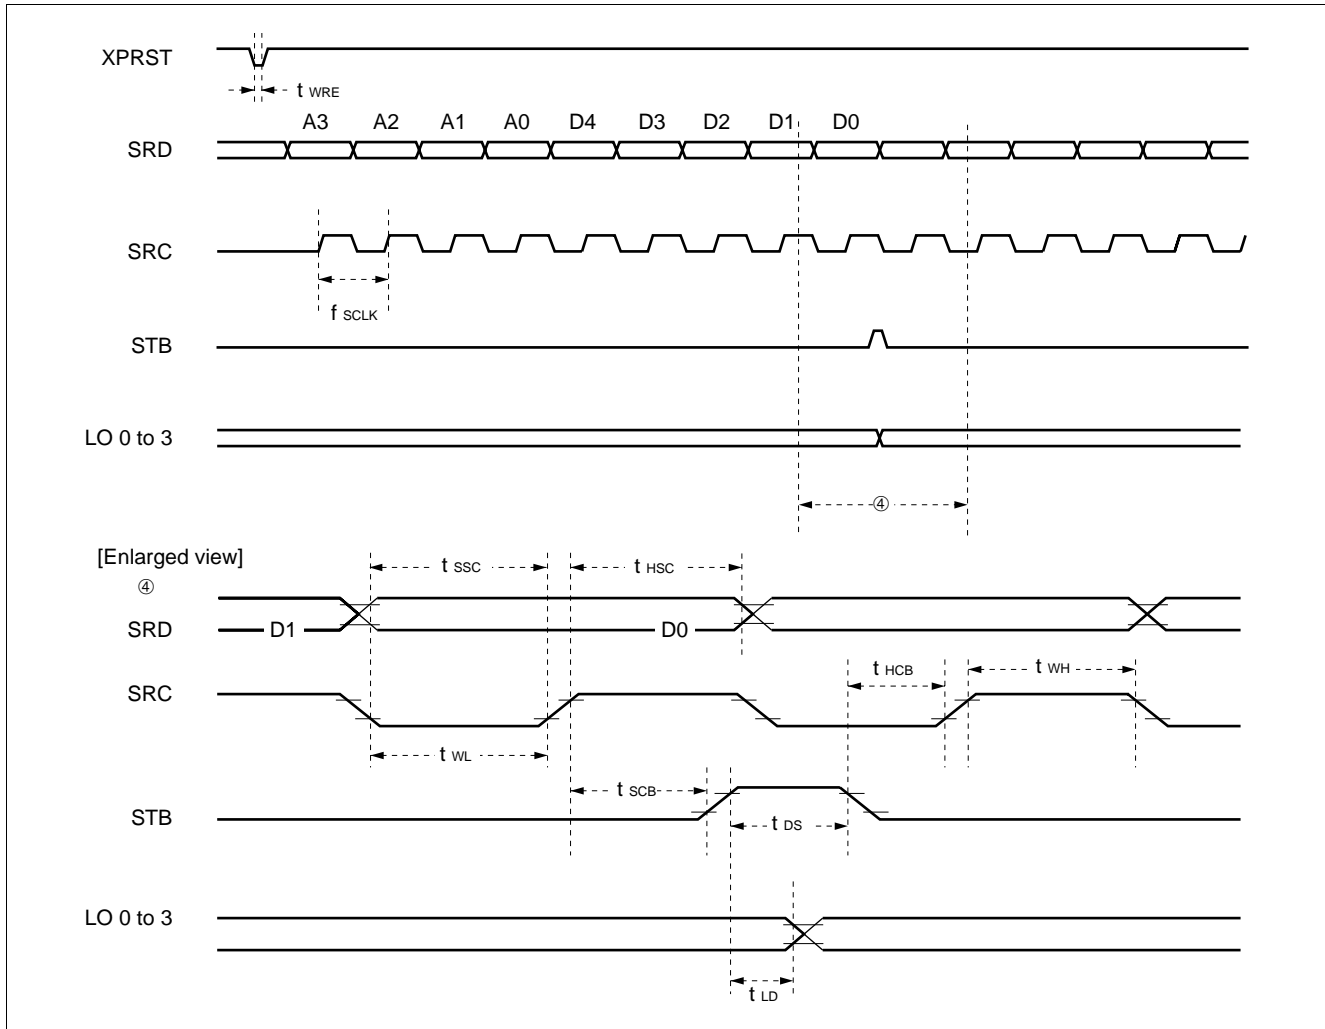 XPRST
t WRE
A3 A2 A1 A0 D4 D3 D2 D1 D0
SRD
SRC
f SCLK
STB
LO 0 to 3
④
[Enlarged view]
④
t SSC t HSC
SRD D1 D0
t HCB t WH
SRC
t WL
t SCB
STB
t DS
LO 0 to 3
t LD